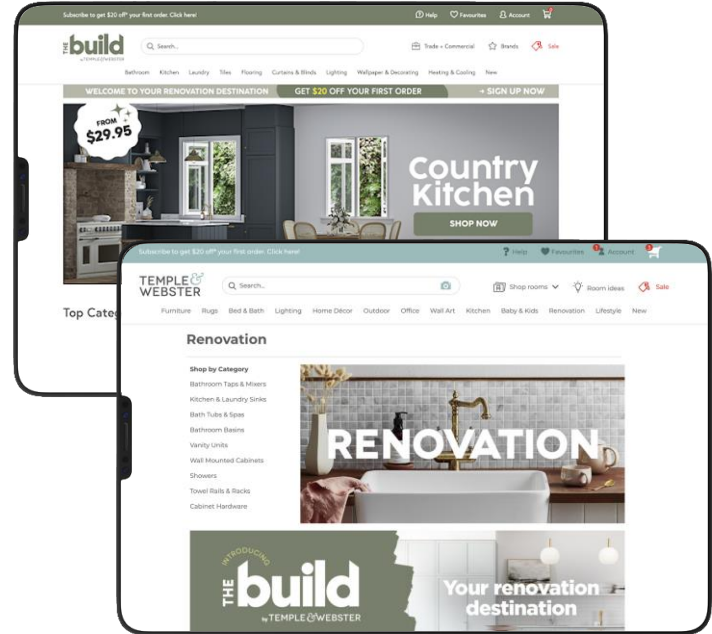 Subscribe to get $20 off* your first order. Click here!
Help Favourites Account
THE build
by TEMPLE & WEBSTER
Search...
Trade + Commercial Brands Sale
Bathroom Kitchen Laundry Tiles Flooring Curtains & Blinds Lighting Wallpaper & Decorating Heating & Cooling New
WELCOME TO YOUR RENOVATION DESTINATION GET $20 OFF YOUR FIRST ORDER → SIGN UP NOW
FROM
$29.95
Country
Kitchen
SHOP NOW
Top Categ
Subscribe to get $20 off* your first order. Click here!
Help Favourites 1 Account 3
TEMPLE &
WEBSTER
Search...
Shop rooms Room ideas Sale
Furniture Rugs Bed & Bath Lighting Home Décor Outdoor Office Wall Art Kitchen Baby & Kids Renovation Lifestyle New
Renovation
Shop by Category
Bathroom Taps & Mixers
Kitchen & Laundry Sinks
Bath Tubs & Spas
Bathroom Basins
Vanity Units
Wall Mounted Cabinets
Showers
Towel Rails & Racks
Cabinet Hardware
RENOVATION
INTRODUCING
THE build
by TEMPLE & WEBSTER
Your renovation
destination